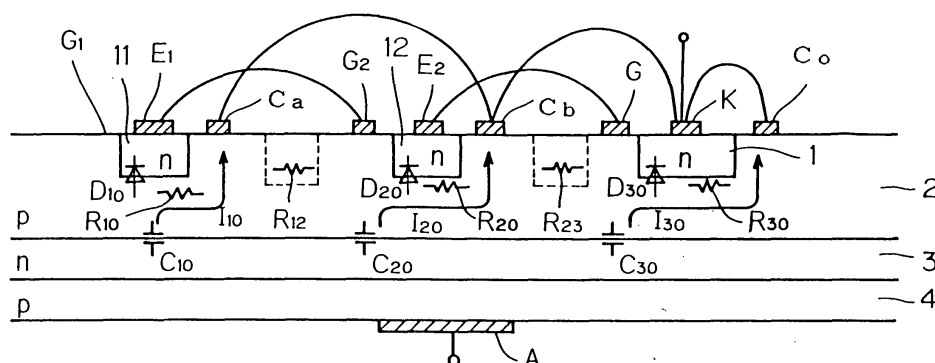 G1 11 E1 Ca G2 12 E2 Cb G K Co
n n n 1
D10 D20 D30 2
R10 I10 R12 I20 R20 R23 I30 R30
p
C10 C20 C30
n 3
p 4
A